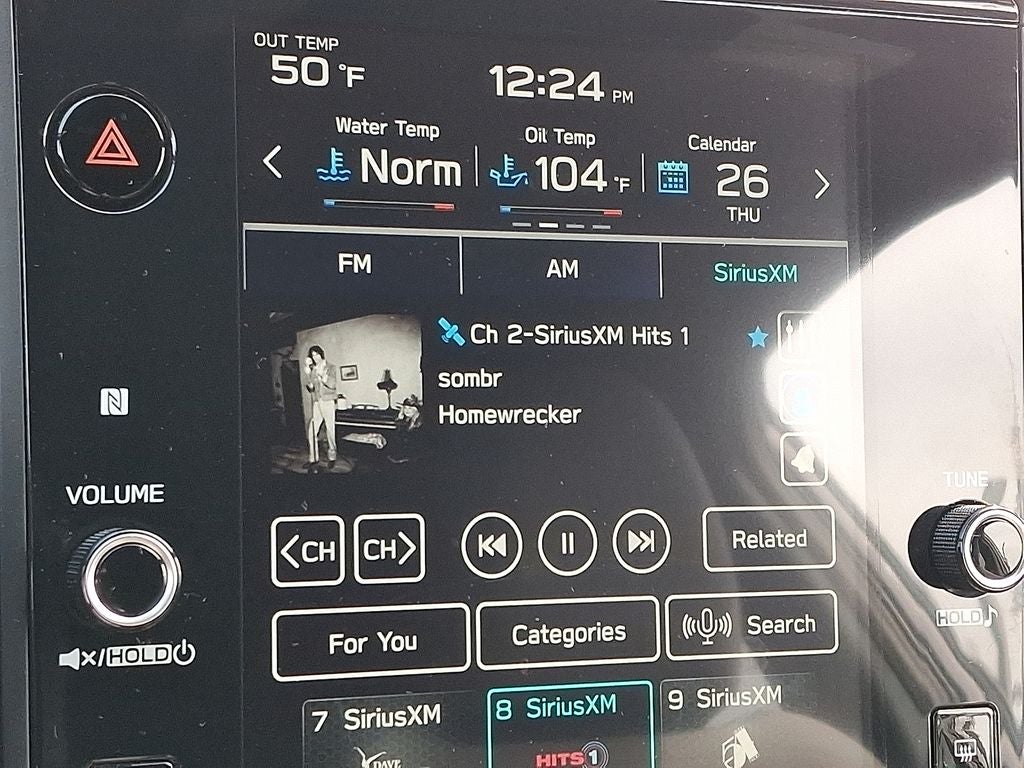 OUT TEMP
50 °F
12:24 PM
Water Temp
Norm
Oil Temp
104 °F
Calendar
26
THU
FM
AM
SiriusXM
Ch 2-SiriusXM Hits 1
sombr
Homewrecker
VOLUME
TUNE
<CH
CH>
Related
HOLD
For You
Categories
Search
/HOLD
7 SiriusXM
8 SiriusXM
9 SiriusXM
DAVE
HITS 1